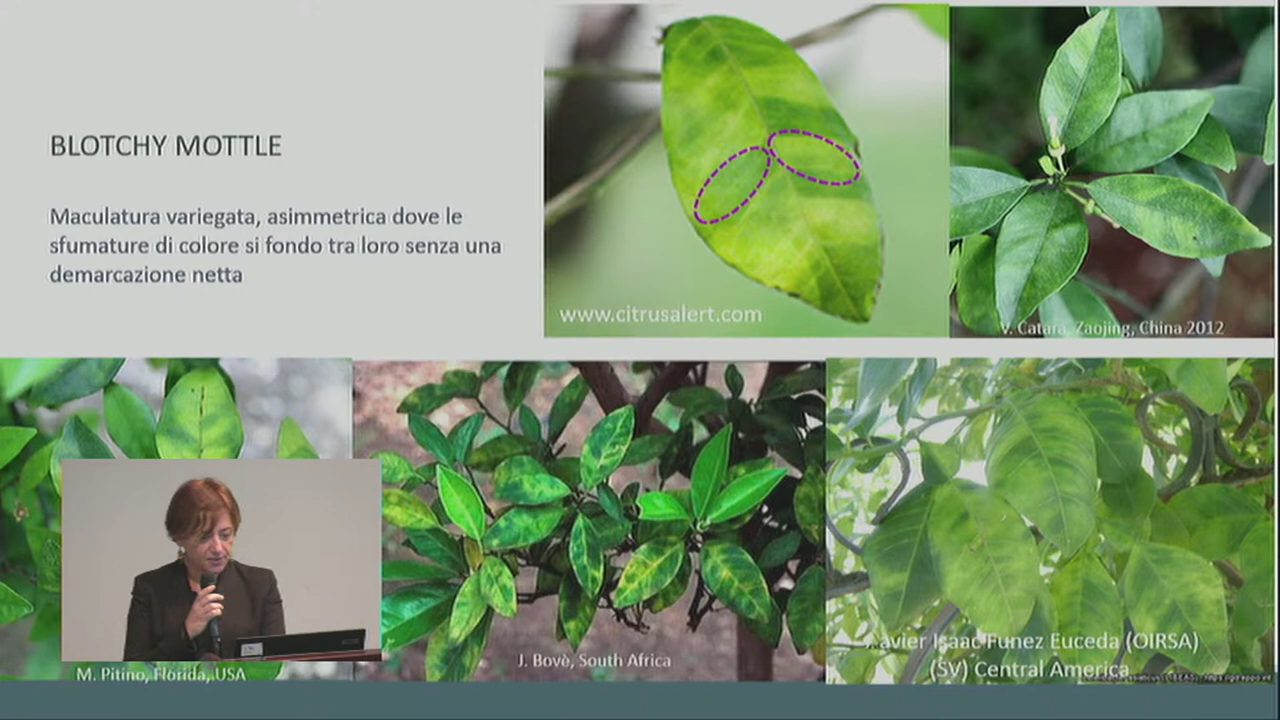 BLOTCHY MOTTLE
Maculatura variegata, asimmetrica dove le
sfumature di colore si fondo tra loro senza una
demarcazione netta
www.citrusalert.com
V. Catara, Zaojing, China 2012
M. Pitino, Florida, USA
J. Bovè, South Africa
avier Isaac Funez Euceda (OIRSA)
(SV) Central America